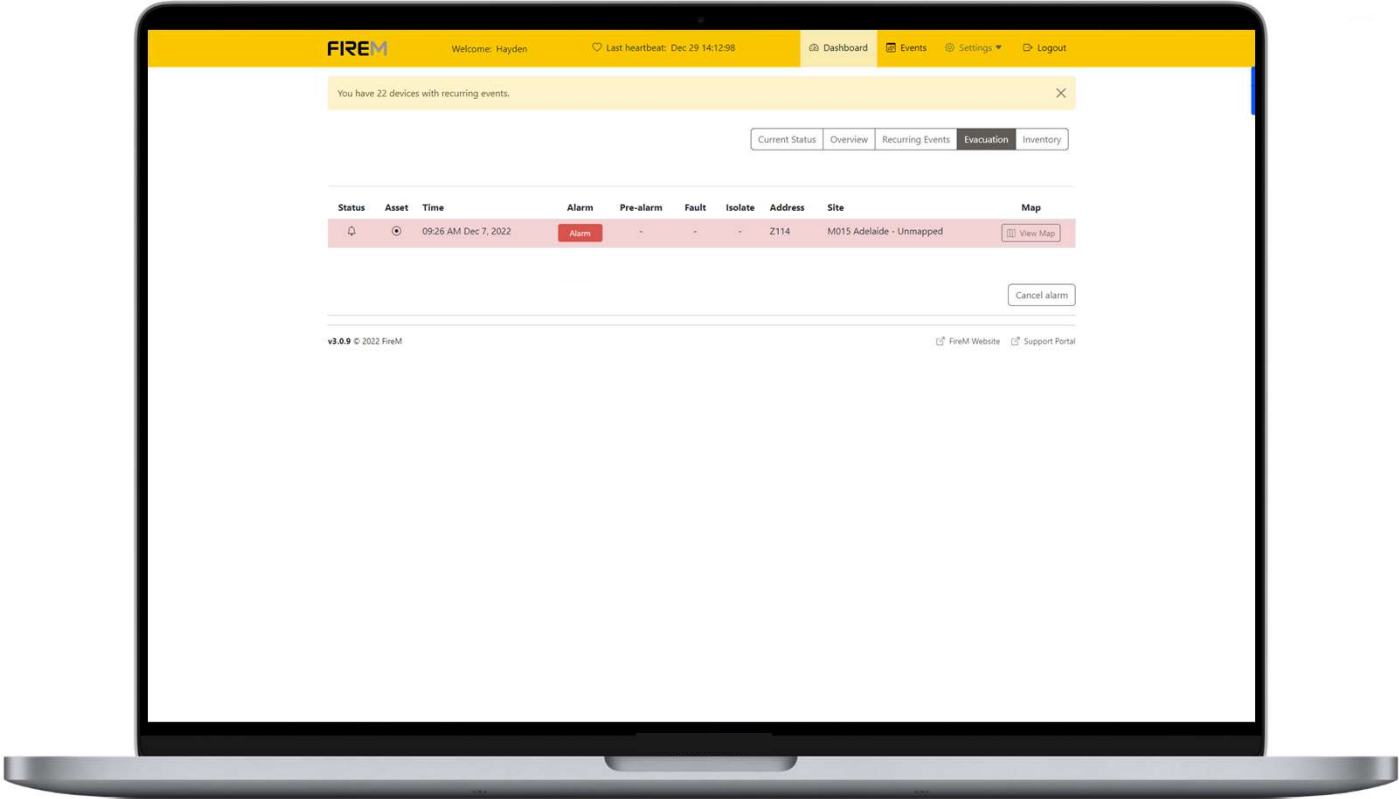 FIREM Welcome: Hayden Last heartbeat: Dec 29 14:12:98 Dashboard Events Settings Logout
You have 22 devices with recurring events.
Current Status Overview Recurring Events Evacuation Inventory
Status Asset Time Alarm Pre-alarm Fault Isolate Address Site Map
09:26 AM Dec 7, 2022 Alarm - - - Z114 M015 Adelaide - Unmapped View Map
Cancel alarm
v3.0.9 © 2022 FireM FireM Website Support Portal